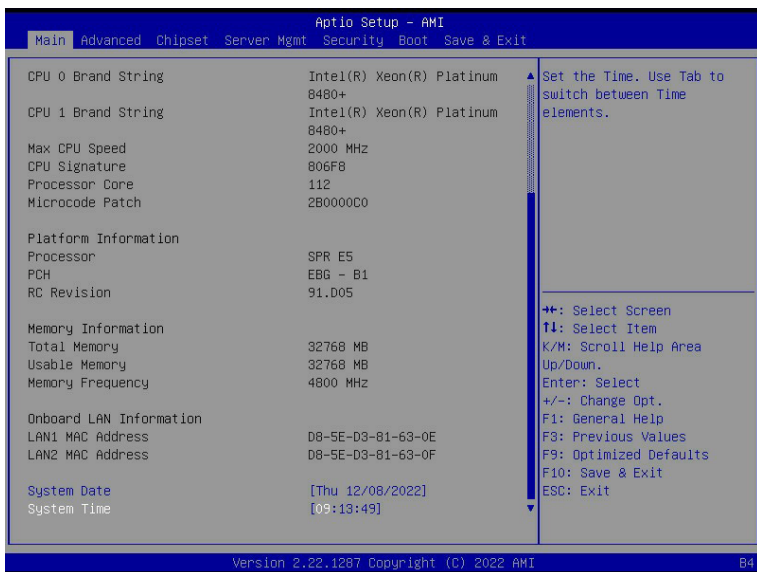 Aptio Setup – AMI
Main Advanced Chipset Server Mgmt Security Boot Save & Exit
CPU 0 Brand String Intel(R) Xeon(R) Platinum
8480+
CPU 1 Brand String Intel(R) Xeon(R) Platinum
8480+
Max CPU Speed 2000 MHz
CPU Signature 806F8
Processor Core 112
Microcode Patch 2B0000C0
Platform Information
Processor SPR E5
PCH EBG – B1
RC Revision 91.D05
Memory Information
Total Memory 32768 MB
Usable Memory 32768 MB
Memory Frequency 4800 MHz
Onboard LAN Information
LAN1 MAC Address D8-5E-D3-81-63-0E
LAN2 MAC Address D8-5E-D3-81-63-0F
System Date [Thu 12/08/2022]
System Time [09:13:49]
Set the Time. Use Tab to
switch between Time
elements.
→←: Select Screen
↑↓: Select Item
K/M: Scroll Help Area
Up/Down.
Enter: Select
+/-: Change Opt.
F1: General Help
F3: Previous Values
F9: Optimized Defaults
F10: Save & Exit
ESC: Exit
Version 2.22.1287 Copyright (C) 2022 AMI
B4